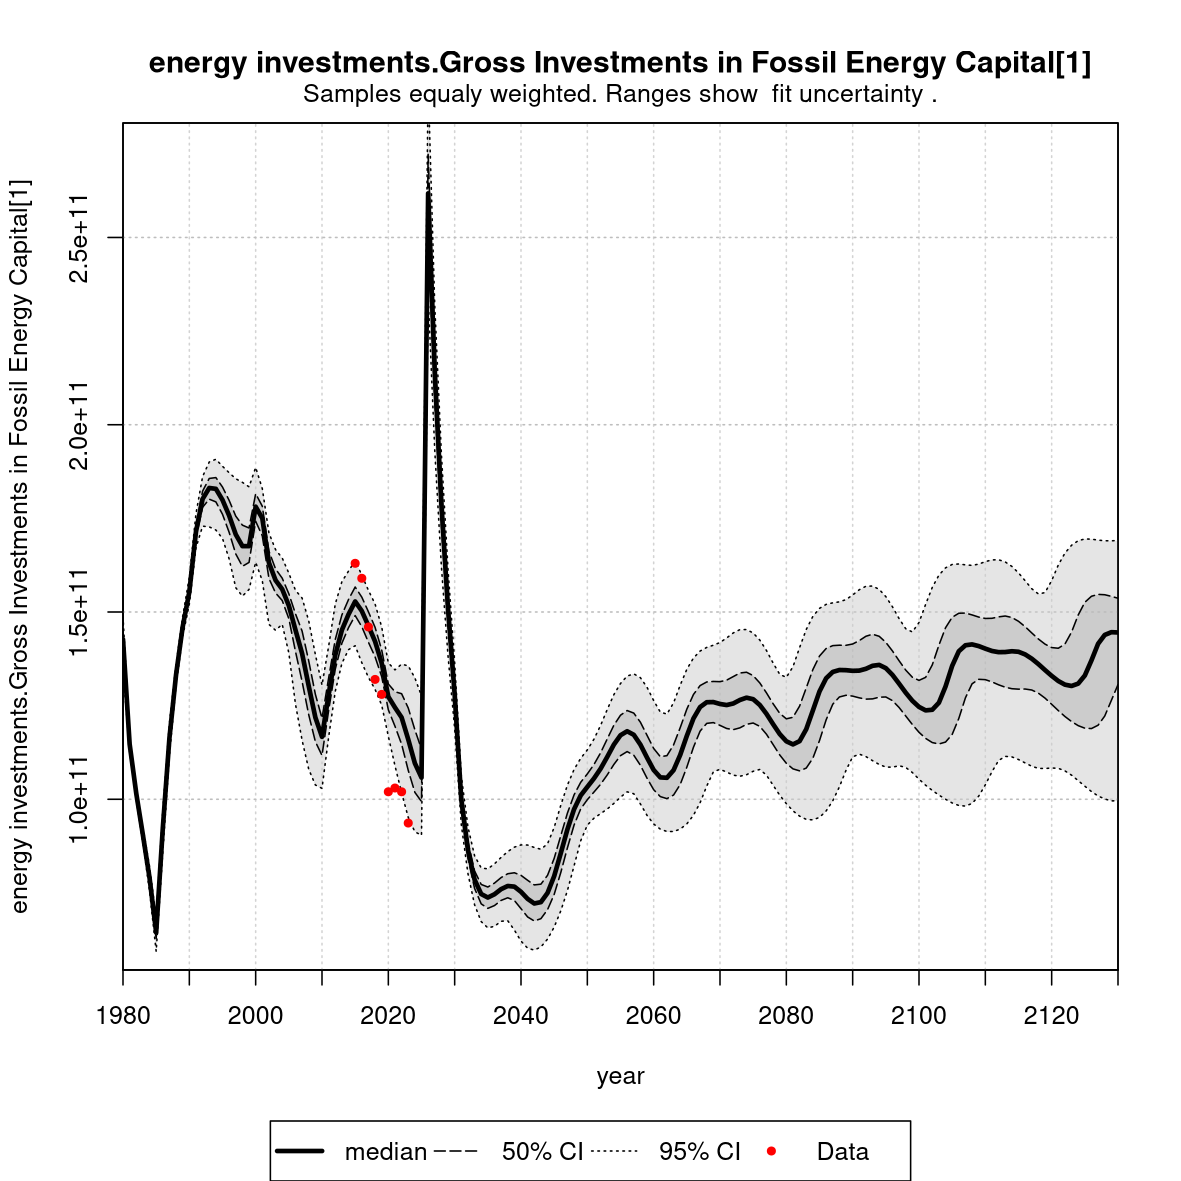 energy investments.Gross Investments in Fossil Energy Capital[1]
Samples equaly weighted. Ranges show  fit uncertainty .
energy investments.Gross Investments in Fossil Energy Capital[1]
2.5e+11
2.0e+11
1.5e+11
1.0e+11
1980 2000 2020 2040 2060 2080 2100 2120
year
median 50% CI 95% CI Data